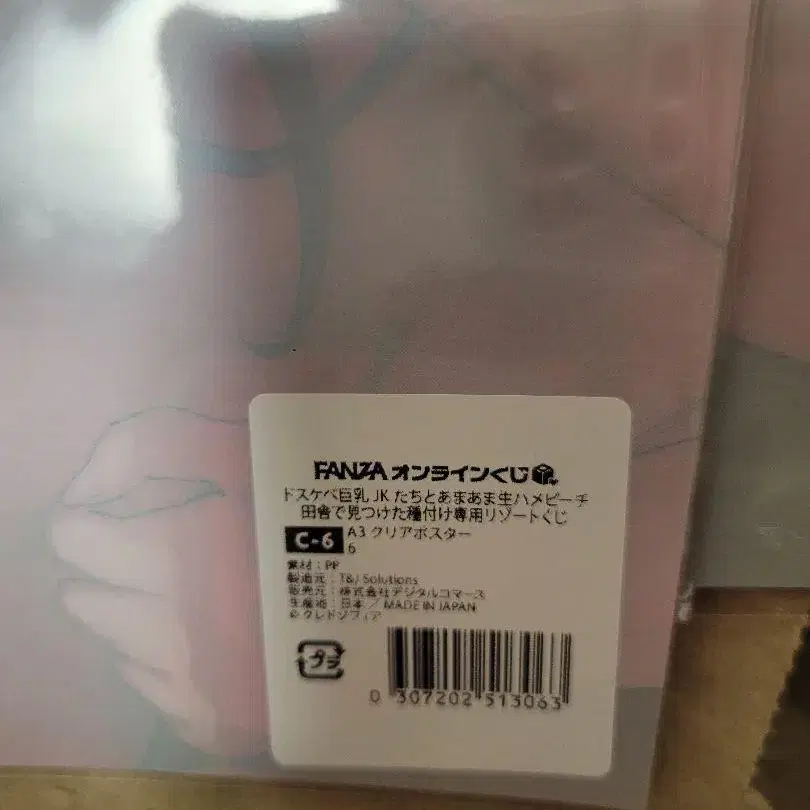 FANZA オンラインくじ
ドスケベ巨乳 JK たちとあまあま生ハメビーチ
田舎で見つけた種付け専用リゾートくじ
C-6 A3 クリアポスター
6
素材：PP
製造元：T&J Solutions
販売元：株式会社デジタルコマース
生産地：日本 / MADE IN JAPAN
©クレドソフィア
プラ
0 307202 513063